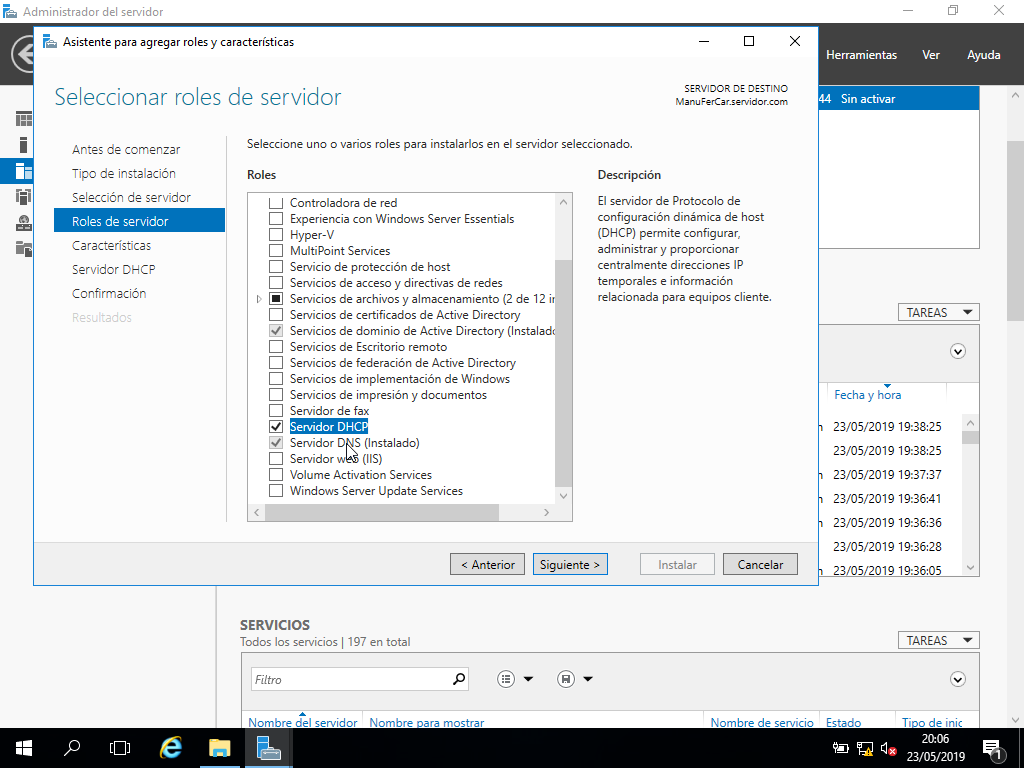 Administrador del servidor
Asistente para agregar roles y características
Herramientas
Ver
Ayuda
Seleccionar roles de servidor
SERVIDOR DE DESTINO
ManuFerCar.servidor.com
44 Sin activar
Antes de comenzar
Tipo de instalación
Selección de servidor
Roles de servidor
Características
Servidor DHCP
Confirmación
Resultados
Seleccione uno o varios roles para instalarlos en el servidor seleccionado.
Roles
Controladora de red
Experiencia con Windows Server Essentials
Hyper-V
MultiPoint Services
Servicio de protección de host
Servicios de acceso y directivas de redes
Servicios de archivos y almacenamiento (2 de 12 in
Servicios de certificados de Active Directory
Servicios de dominio de Active Directory (Instalado
Servicios de Escritorio remoto
Servicios de federación de Active Directory
Servicios de implementación de Windows
Servicios de impresión y documentos
Servidor de fax
Servidor DHCP
Servidor DNS (Instalado)
Servidor web (IIS)
Volume Activation Services
Windows Server Update Services
Descripción
El servidor de Protocolo de
configuración dinámica de host
(DHCP) permite configurar,
administrar y proporcionar
centralmente direcciones IP
temporales e información
relacionada para equipos cliente.
< Anterior
Siguiente >
Instalar
Cancelar
TAREAS
Fecha y hora
23/05/2019 19:38:25
23/05/2019 19:38:25
23/05/2019 19:37:37
23/05/2019 19:36:41
23/05/2019 19:36:36
23/05/2019 19:36:28
23/05/2019 19:36:05
SERVICIOS
Todos los servicios | 197 en total
TAREAS
Filtro
Nombre del servidor
Nombre para mostrar
Nombre de servicio
Estado
Tipo de inic
20:06
23/05/2019
1